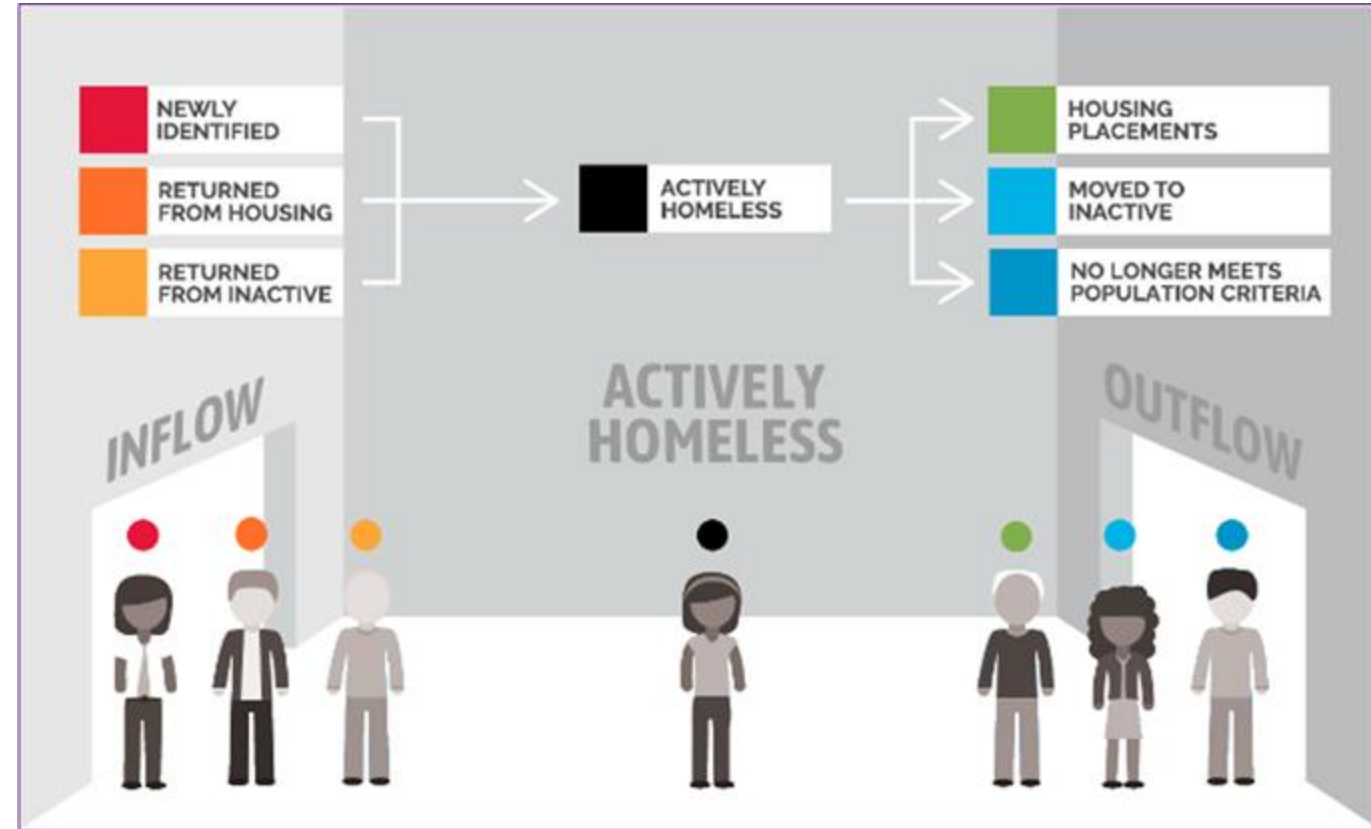 NEWLY
IDENTIFIED
RETURNED
FROM HOUSING
RETURNED
FROM INACTIVE
ACTIVELY
HOMELESS
HOUSING
PLACEMENTS
MOVED TO
INACTIVE
NO LONGER MEETS
POPULATION CRITERIA
INFLOW
ACTIVELY
HOMELESS
OUTFLOW